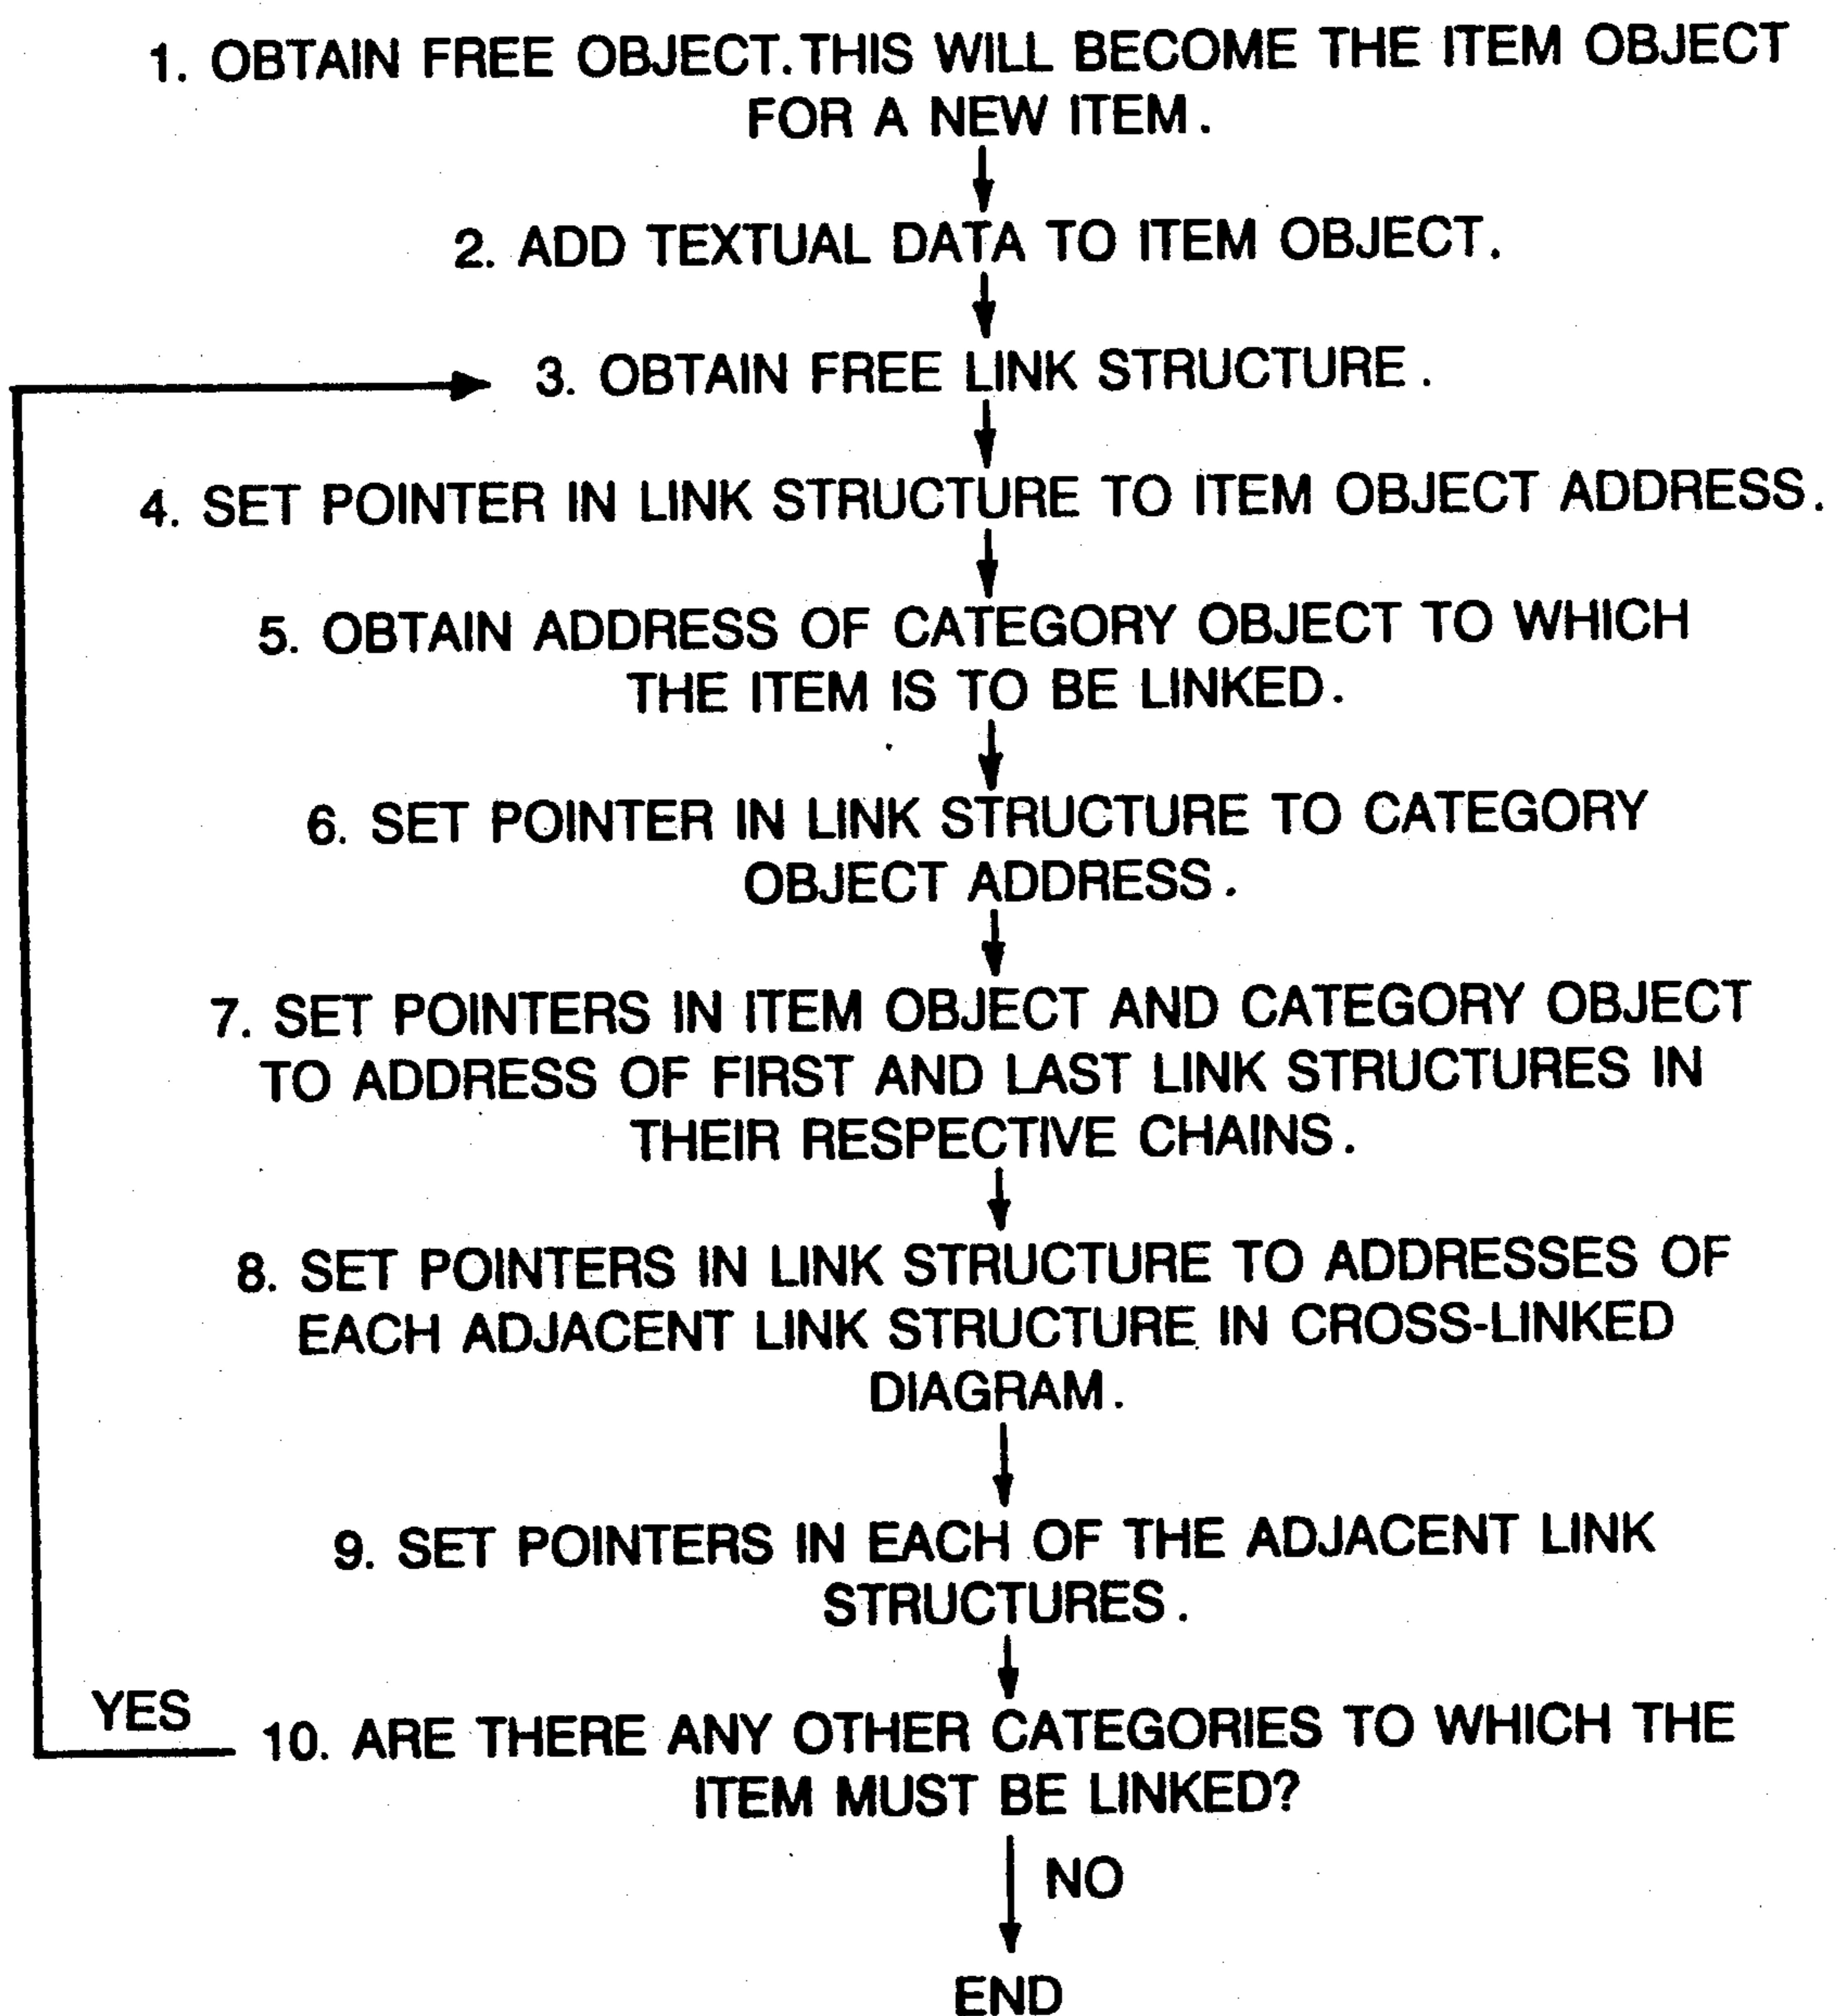 1. OBTAIN FREE OBJECT. THIS WILL BECOME THE ITEM OBJECT
FOR A NEW ITEM.
2. ADD TEXTUAL DATA TO ITEM OBJECT.
3. OBTAIN FREE LINK STRUCTURE.
4. SET POINTER IN LINK STRUCTURE TO ITEM OBJECT ADDRESS.
5. OBTAIN ADDRESS OF CATEGORY OBJECT TO WHICH
THE ITEM IS TO BE LINKED.
6. SET POINTER IN LINK STRUCTURE TO CATEGORY
OBJECT ADDRESS.
7. SET POINTERS IN ITEM OBJECT AND CATEGORY OBJECT
TO ADDRESS OF FIRST AND LAST LINK STRUCTURES IN
THEIR RESPECTIVE CHAINS.
8. SET POINTERS IN LINK STRUCTURE TO ADDRESSES OF
EACH ADJACENT LINK STRUCTURE IN CROSS-LINKED
DIAGRAM.
9. SET POINTERS IN EACH OF THE ADJACENT LINK
STRUCTURES.
YES
10. ARE THERE ANY OTHER CATEGORIES TO WHICH THE
ITEM MUST BE LINKED?
NO
END